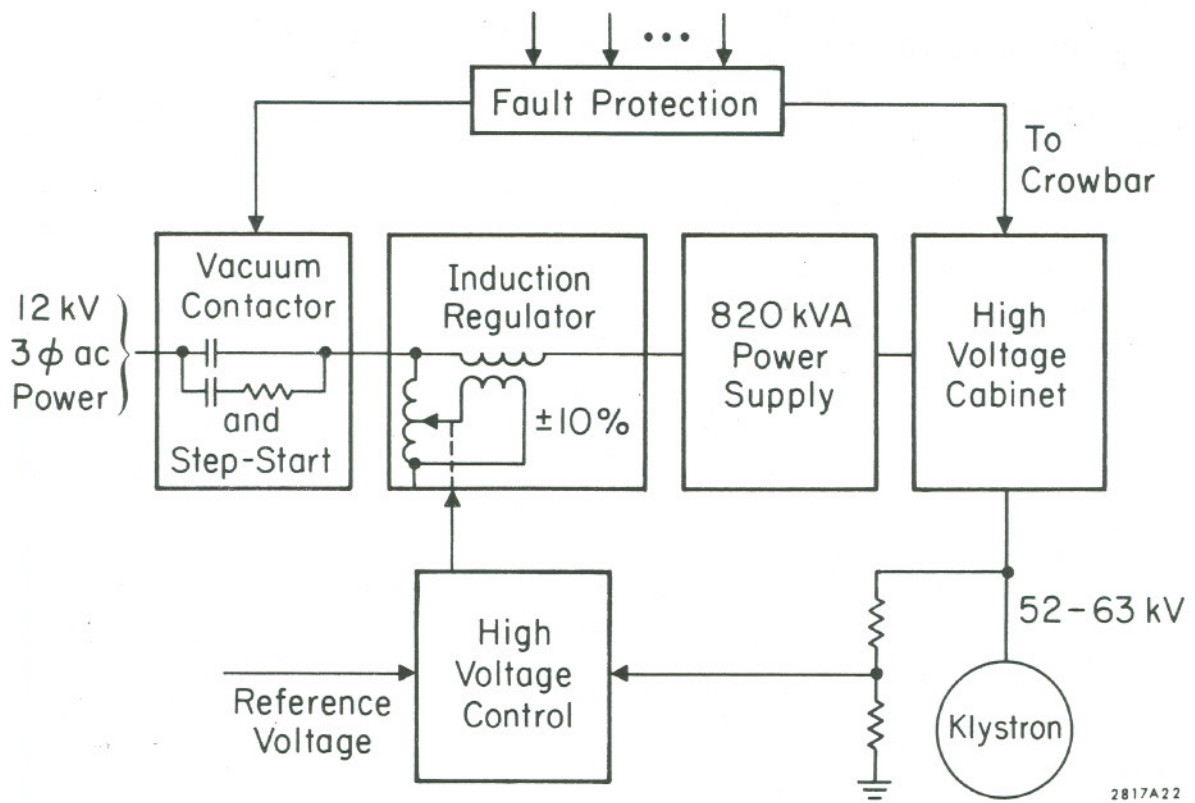 Fault Protection
To
Crowbar
Vacuum
Contactor
and
Step-Start
12 kV
3 ϕ ac
Power
Induction
Regulator
±10%
820 kVA
Power
Supply
High
Voltage
Cabinet
52-63 kV
High
Voltage
Control
Reference
Voltage
Klystron
2817A22